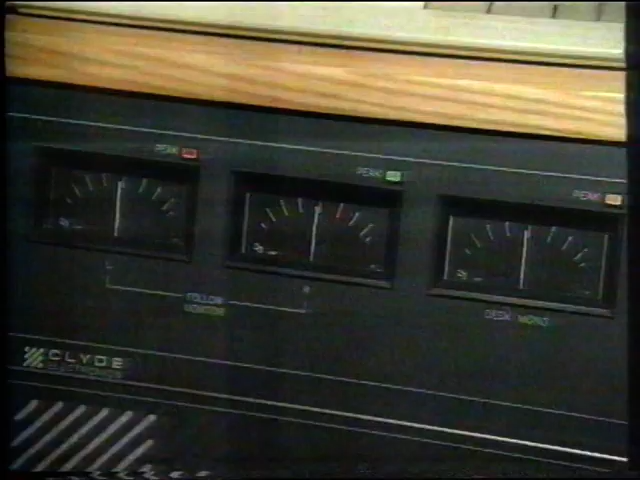 PEAK
PEAK
PEAK
L
R
FOLLOW
MONITOR
DESK MONO
CLYDE
ELECTRONICS